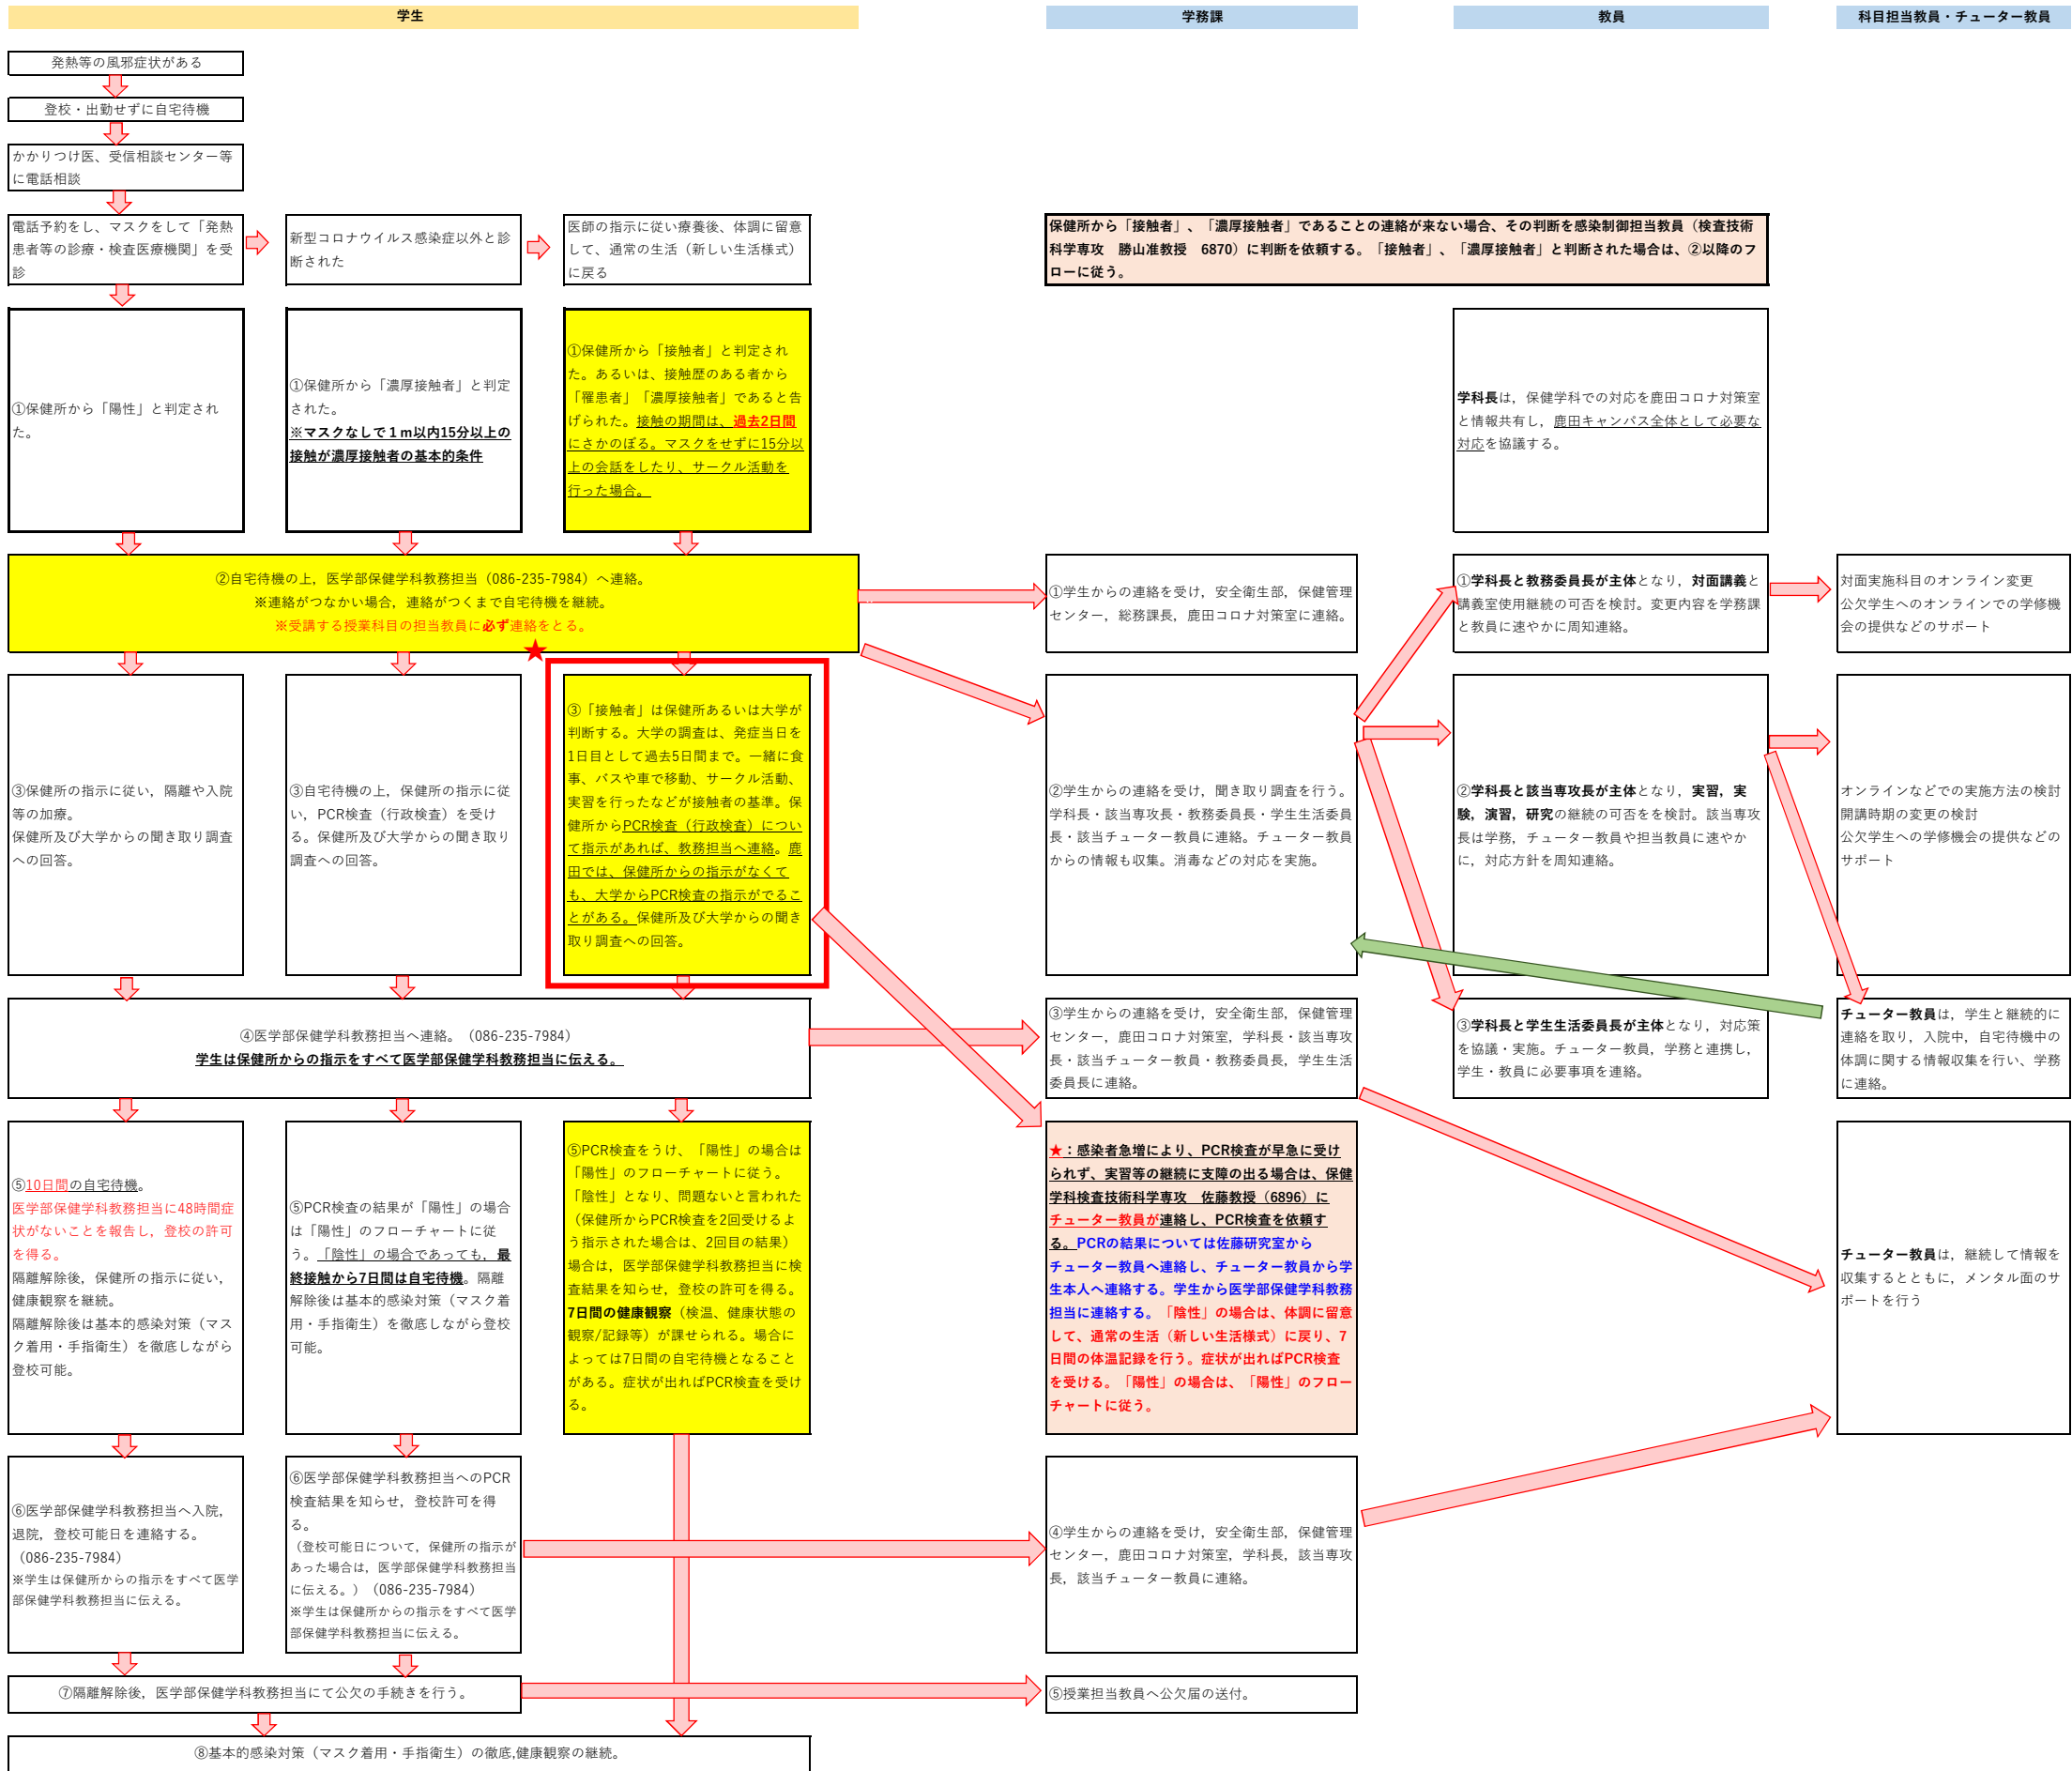 学生
学務課
教員
科目担当教員・チューター教員
発熱等の風邪症状がある
登校・出勤せずに自宅待機
かかりつけ医、受信相談センター等
に電話相談
電話予約をし、マスクをして「発熱
患者等の診療・検査医療機関」を受
診
新型コロナウイルス感染症以外と診
断された
医師の指示に従い療養後、体調に留意
して、通常の生活（新しい生活様式）
に戻る
保健所から「接触者」、「濃厚接触者」であることの連絡が来ない場合、その判断を感染制御担当教員（検査技術
科学専攻　勝山准教授　6870）に判断を依頼する。「接触者」、「濃厚接触者」と判断された場合は、②以降のフ
ローに従う。
①保健所から「陽性」と判定され
た。
①保健所から「濃厚接触者」と判定
された。
※マスクなしで１ｍ以内15分以上の
接触が濃厚接触者の基本的条件
①保健所から「接触者」と判定され
た。あるいは、接触歴のある者から
「罹患者」「濃厚接触者」であると告
げられた。接触の期間は、過去2日間
にさかのぼる。マスクをせずに15分以
上の会話をしたり、サークル活動を
行った場合。
学科長は，保健学科での対応を鹿田コロナ対策室
と情報共有し，鹿田キャンパス全体として必要な
対応を協議する。
②自宅待機の上，医学部保健学科教務担当（086-235-7984）へ連絡。
※連絡がつなかい場合，連絡がつくまで自宅待機を継続。
※受講する授業科目の担当教員に必ず連絡をとる。
★
①学生からの連絡を受け，安全衛生部，保健管理
センター，総務課長，鹿田コロナ対策室に連絡。
①学科長と教務委員長が主体となり，対面講義と
講義室使用継続の可否を検討。変更内容を学務課
と教員に速やかに周知連絡。
対面実施科目のオンライン変更
公欠学生へのオンラインでの学修機
会の提供などのサポート
③保健所の指示に従い，隔離や入院
等の加療。
保健所及び大学からの聞き取り調査
への回答。
③自宅待機の上，保健所の指示に従
い，PCR検査（行政検査）を受け
る。保健所及び大学からの聞き取り
調査への回答。
③「接触者」は保健所あるいは大学が
判断する。大学の調査は、発症当日を
1日目として過去5日間まで。一緒に食
事、バスや車で移動、サークル活動、
実習を行ったなどが接触者の基準。保
健所からPCR検査（行政検査）につい
て指示があれば、教務担当へ連絡。鹿
田では、保健所からの指示がなくて
も、大学からPCR検査の指示がでるこ
とがある。保健所及び大学からの聞き
取り調査への回答。
②学生からの連絡を受け，聞き取り調査を行う。
学科長・該当専攻長・教務委員長・学生生活委員
長・該当チューター教員に連絡。チューター教員
からの情報も収集。消毒などの対応を実施。
②学科長と該当専攻長が主体となり，実習，実
験，演習，研究の継続の可否をを検討。該当専攻
長は学務，チューター教員や担当教員に速やか
に，対応方針を周知連絡。
オンラインなどでの実施方法の検討
開講時期の変更の検討
公欠学生への学修機会の提供などの
サポート
④医学部保健学科教務担当へ連絡。（086-235-7984）
学生は保健所からの指示をすべて医学部保健学科教務担当に伝える。
③学生からの連絡を受け，安全衛生部，保健管理
センター，鹿田コロナ対策室，学科長・該当専攻
長・該当チューター教員・教務委員長，学生生活
委員長に連絡。
③学科長と学生生活委員長が主体となり，対応策
を協議・実施。チューター教員，学務と連携し，
学生・教員に必要事項を連絡。
チューター教員は，学生と継続的に
連絡を取り，入院中，自宅待機中の
体調に関する情報収集を行い、学務
に連絡。
⑤10日間の自宅待機。
医学部保健学科教務担当に48時間症
状がないことを報告し，登校の許可
を得る。
隔離解除後，保健所の指示に従い，
健康観察を継続。
隔離解除後は基本的感染対策（マス
ク着用・手指衛生）を徹底しながら
登校可能。
⑤PCR検査の結果が「陽性」の場合
は「陽性」のフローチャートに従
う。「陰性」の場合であっても，最
終接触から7日間は自宅待機。隔離
解除後は基本的感染対策（マスク着
用・手指衛生）を徹底しながら登校
可能。
⑤PCR検査をうけ、「陽性」の場合は
「陽性」のフローチャートに従う。
「陰性」となり、問題ないと言われた
（保健所からPCR検査を2回受けるよ
う指示された場合は、2回目の結果）
場合は，医学部保健学科教務担当に検
査結果を知らせ，登校の許可を得る。
7日間の健康観察（検温、健康状態の
観察/記録等）が課せられる。場合に
よっては7日間の自宅待機となること
がある。症状が出ればPCR検査を受け
る。
★：感染者急増により、PCR検査が早急に受け
られず、実習等の継続に支障の出る場合は、保健
学科検査技術科学専攻　佐藤教授（6896）に
チューター教員が連絡し、PCR検査を依頼す
る。PCRの結果については佐藤研究室から
チューター教員へ連絡し、チューター教員から学
生本人へ連絡する。学生から医学部保健学科教務
担当に連絡する。「陰性」の場合は、体調に留意
して、通常の生活（新しい生活様式）に戻り、7
日間の体温記録を行う。症状が出ればPCR検査
を受ける。「陽性」の場合は、「陽性」のフロー
チャートに従う。
チューター教員は，継続して情報を
収集するとともに，メンタル面のサ
ポートを行う
⑥医学部保健学科教務担当へ入院，
退院，登校可能日を連絡する。
（086-235-7984）
※学生は保健所からの指示をすべて医学
部保健学科教務担当に伝える。
⑥医学部保健学科教務担当へのPCR
検査結果を知らせ，登校許可を得
る。
（登校可能日について，保健所の指示が
あった場合は，医学部保健学科教務担当
に伝える。）（086-235-7984）
※学生は保健所からの指示をすべて医学
部保健学科教務担当に伝える。
④学生からの連絡を受け，安全衛生部，保健管理
センター，鹿田コロナ対策室，学科長，該当専攻
長，該当チューター教員に連絡。
⑦隔離解除後，医学部保健学科教務担当にて公欠の手続きを行う。
⑤授業担当教員へ公欠届の送付。
⑧基本的感染対策（マスク着用・手指衛生）の徹底,健康観察の継続。